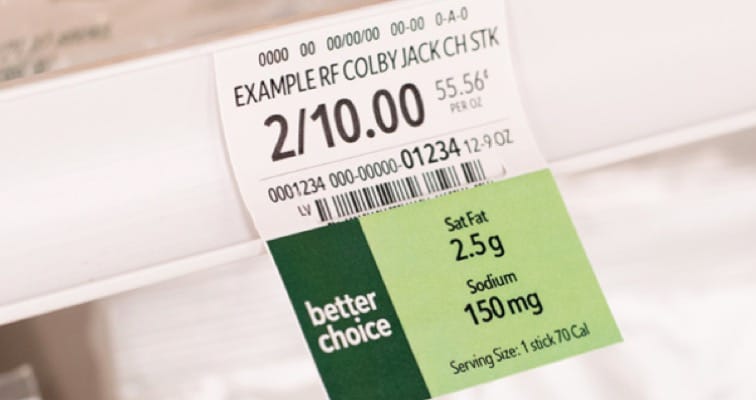 0000 00 00/00/00 00-00 0-A-0
EXAMPLE RF COLBY JACK CH STK
2/10.00
55.56¢
PER OZ
0001234 000-00000-01234 12-9 OZ
LV
better
choice
Sat Fat
2.5g
Sodium
150 mg
Serving Size: 1 stick 70 Cal